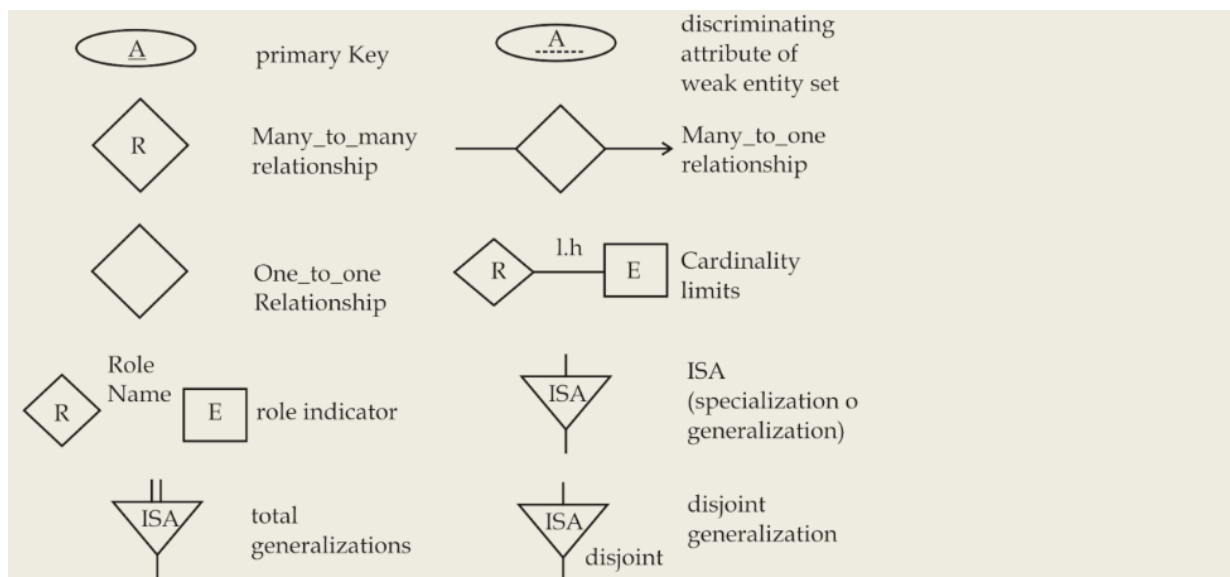 A
primary Key
A
discriminating
attribute of
weak entity set
R
Many_to_many
relationship
Many_to_one
relationship
One_to_one
Relationship
R
l.h
E
Cardinality
limits
Role
Name
R
E
role indicator
ISA
ISA
(specialization o
generalization)
ISA
total
generalizations
ISA
disjoint
disjoint
generalization